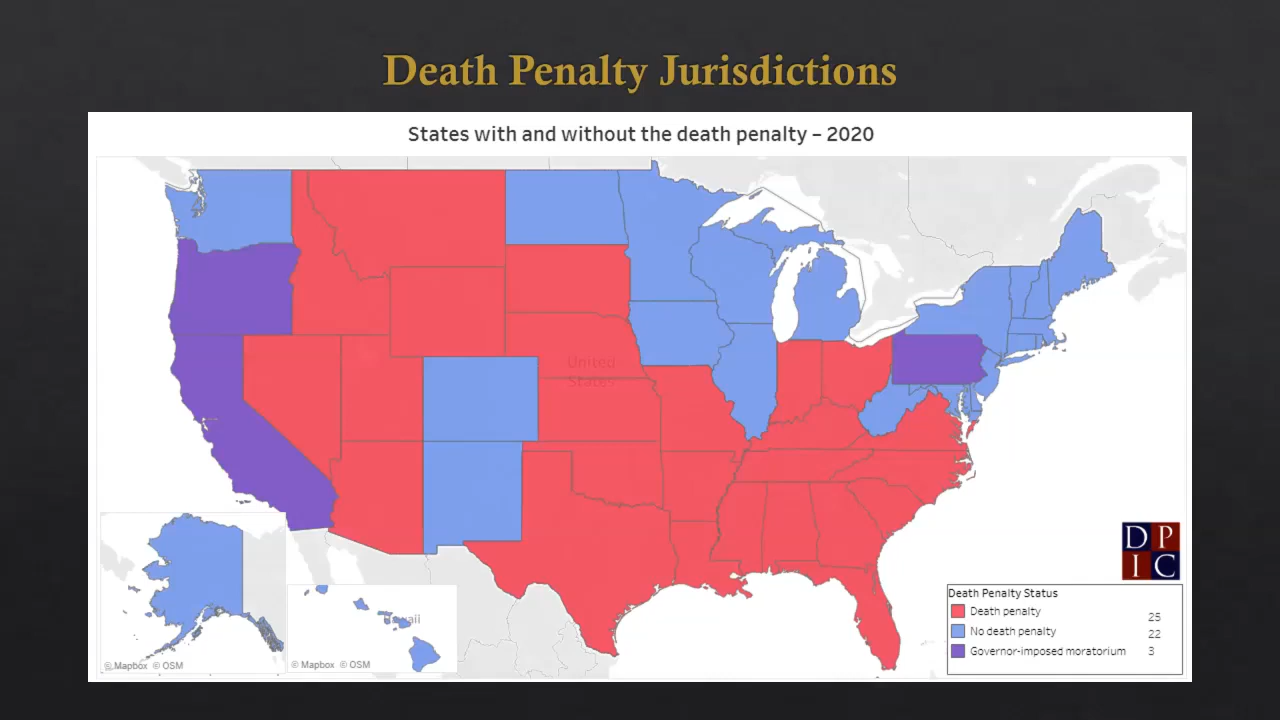 Death Penalty Jurisdictions
States with and without the death penalty – 2020
United
States
Hawaii
© Mapbox © OSM
© Mapbox © OSM
D P
I C
Death Penalty Status
Death penalty 25
No death penalty 22
Governor-imposed moratorium 3